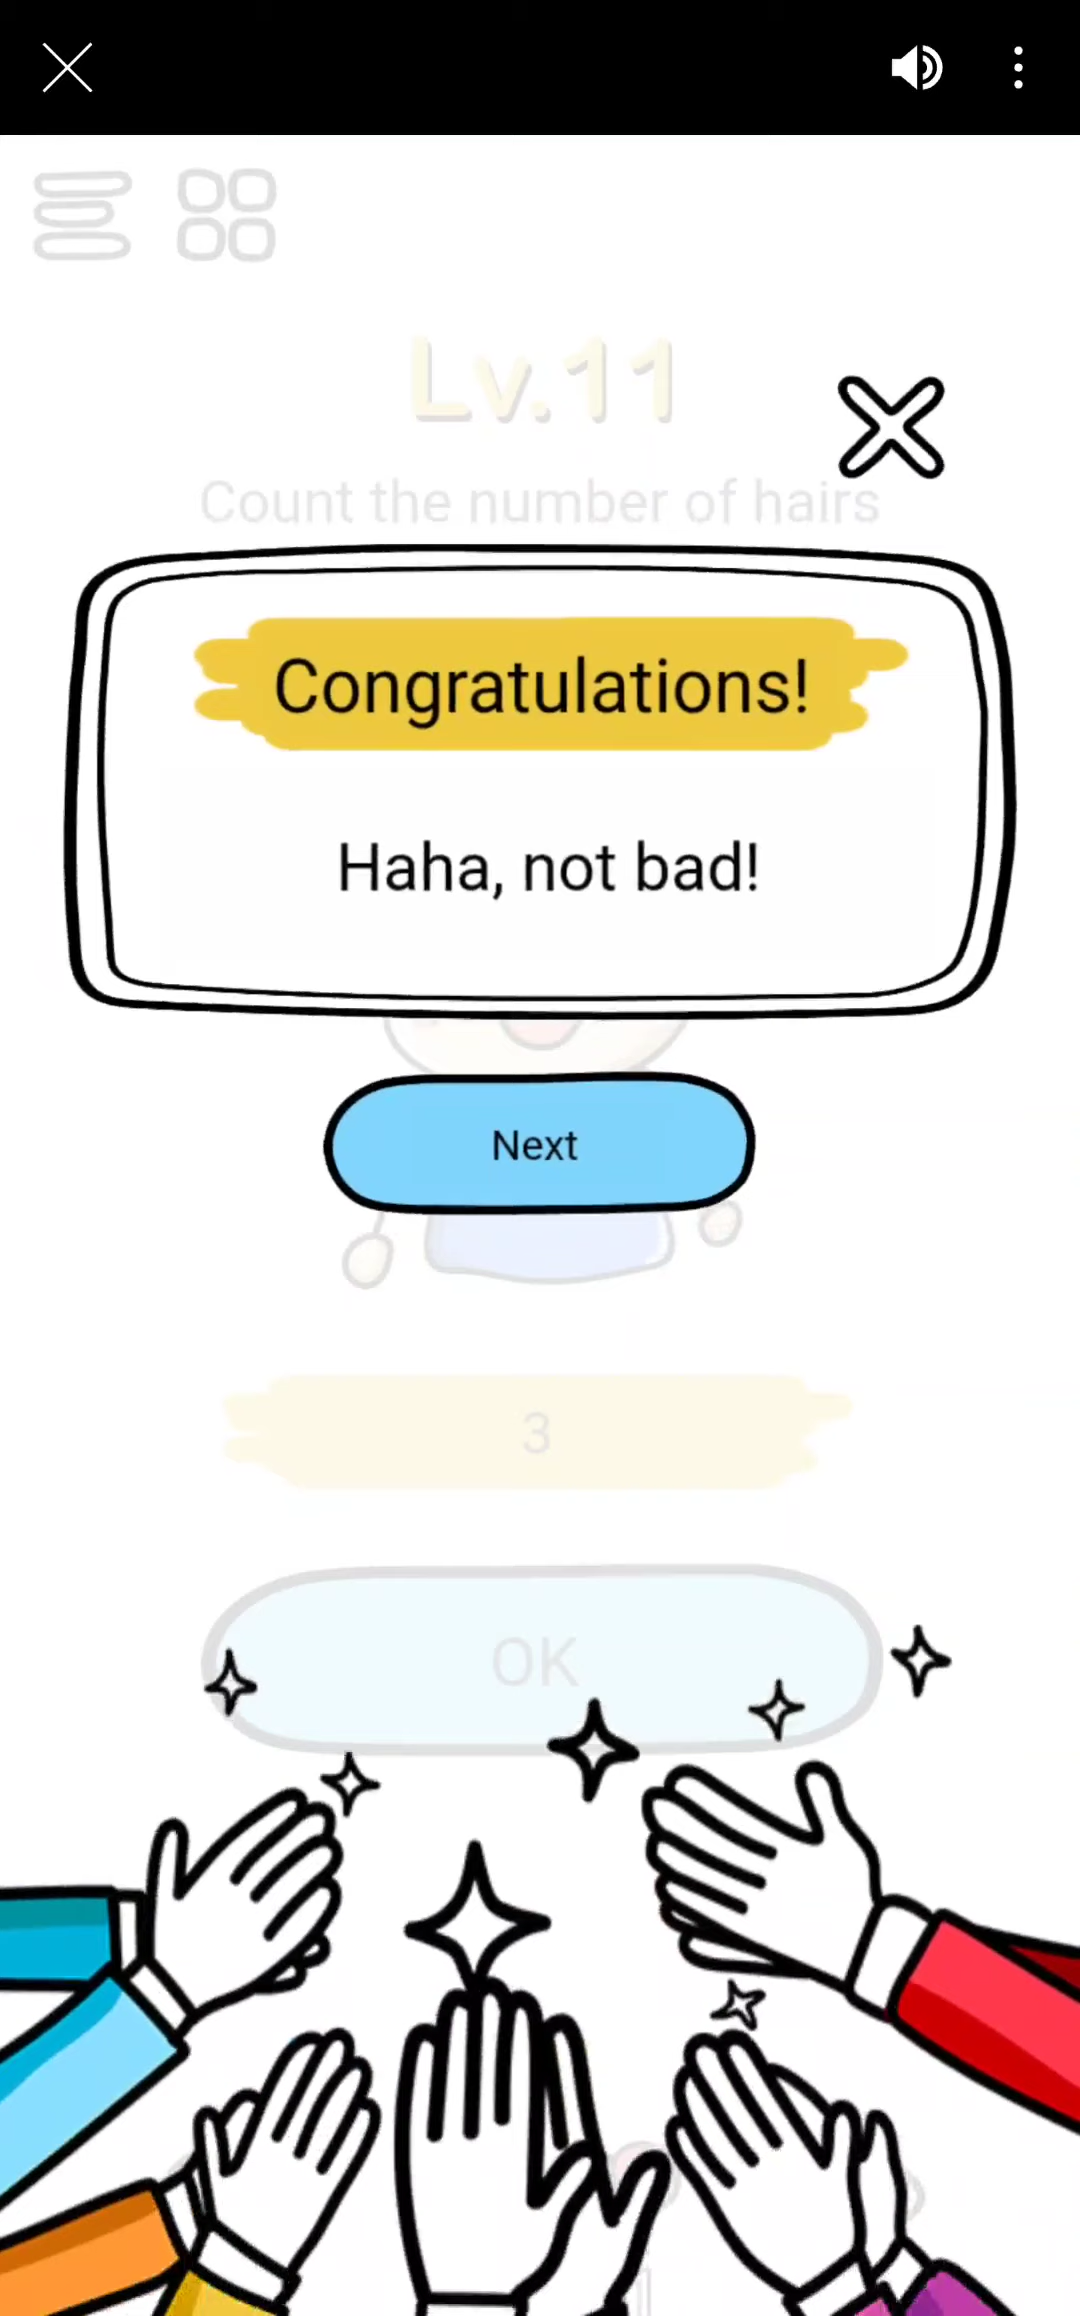 Lv.11
Count the number of hairs
Congratulations!
Haha, not bad!
Next
3
OK